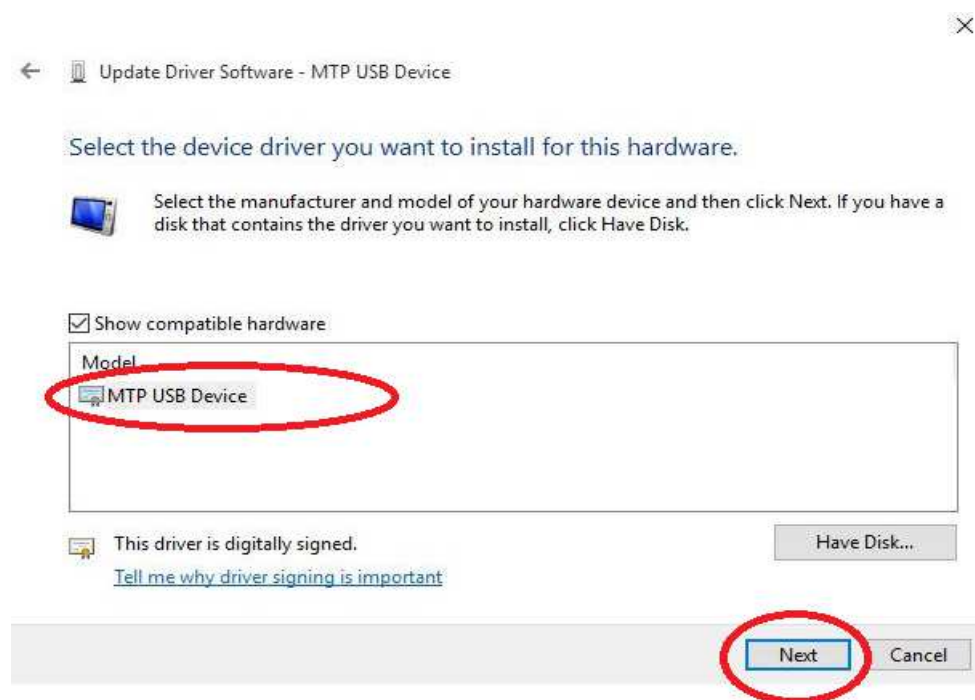 Update Driver Software - MTP USB Device
Select the device driver you want to install for this hardware.
Select the manufacturer and model of your hardware device and then click Next. If you have a
disk that contains the driver you want to install, click Have Disk.
Show compatible hardware
Model
MTP USB Device
This driver is digitally signed.
Have Disk...
Tell me why driver signing is important
Next
Cancel